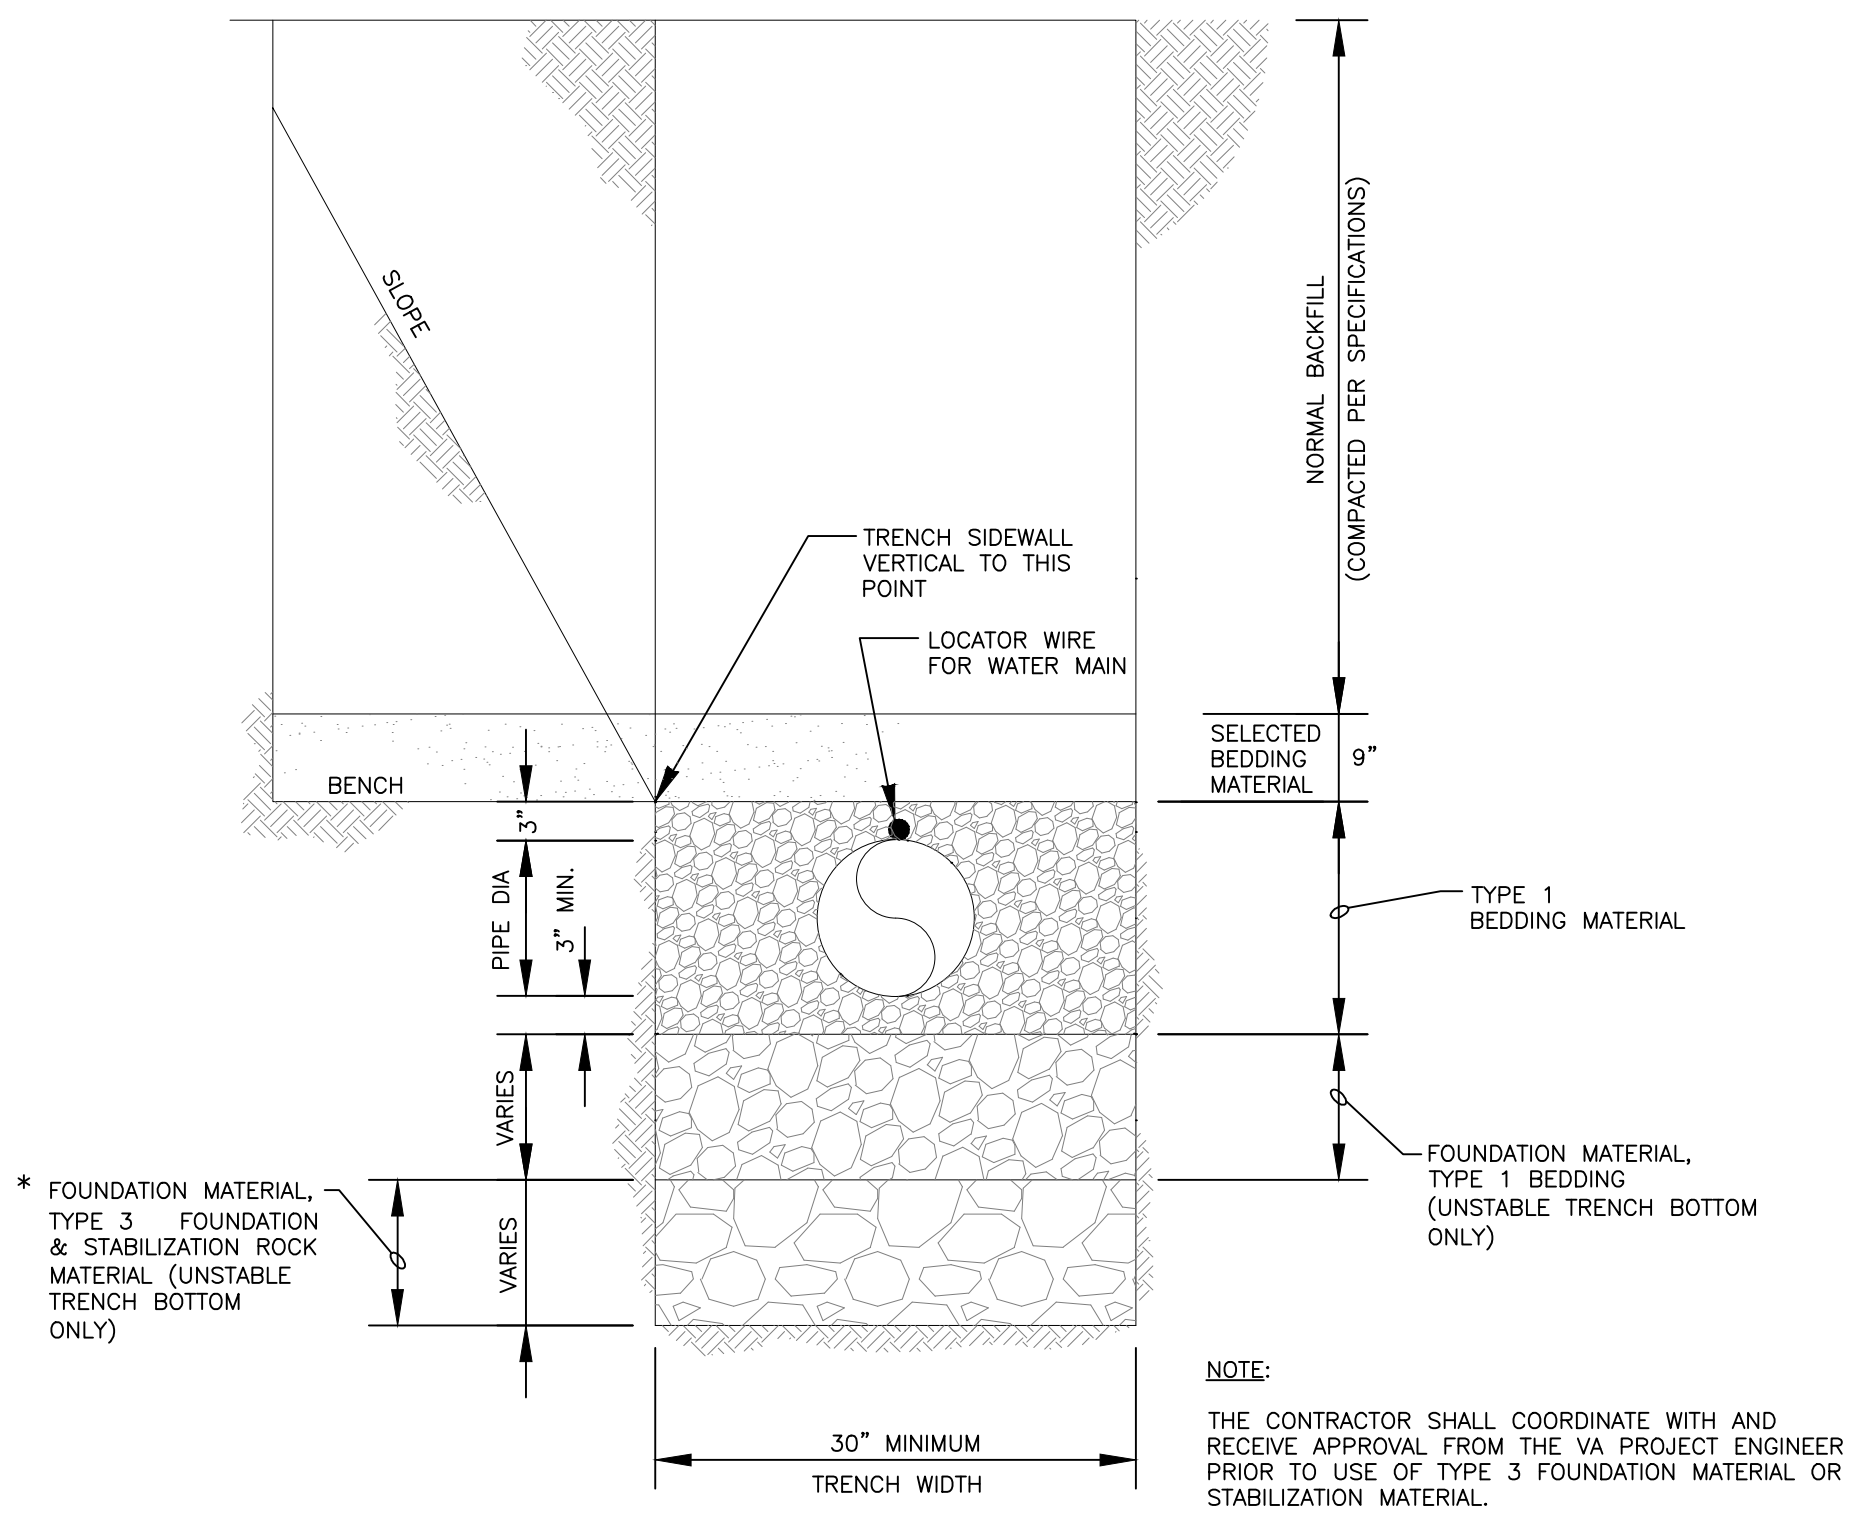 SLOPE
NORMAL BACKFILL
(COMPACTED PER SPECIFICATIONS)
TRENCH SIDEWALL
VERTICAL TO THIS
POINT
LOCATOR WIRE
FOR WATER MAIN
SELECTED
BEDDING
MATERIAL
9"
BENCH
3"
PIPE DIA
3" MIN.
TYPE 1
BEDDING MATERIAL
VARIES
FOUNDATION MATERIAL,
TYPE 1 BEDDING
(UNSTABLE TRENCH BOTTOM
ONLY)
* FOUNDATION MATERIAL,
TYPE 3 FOUNDATION
& STABILIZATION ROCK
MATERIAL (UNSTABLE
TRENCH BOTTOM
ONLY)
VARIES
30" MINIMUM
TRENCH WIDTH
NOTE:
THE CONTRACTOR SHALL COORDINATE WITH AND
RECEIVE APPROVAL FROM THE VA PROJECT ENGINEER
PRIOR TO USE OF TYPE 3 FOUNDATION MATERIAL OR
STABILIZATION MATERIAL.